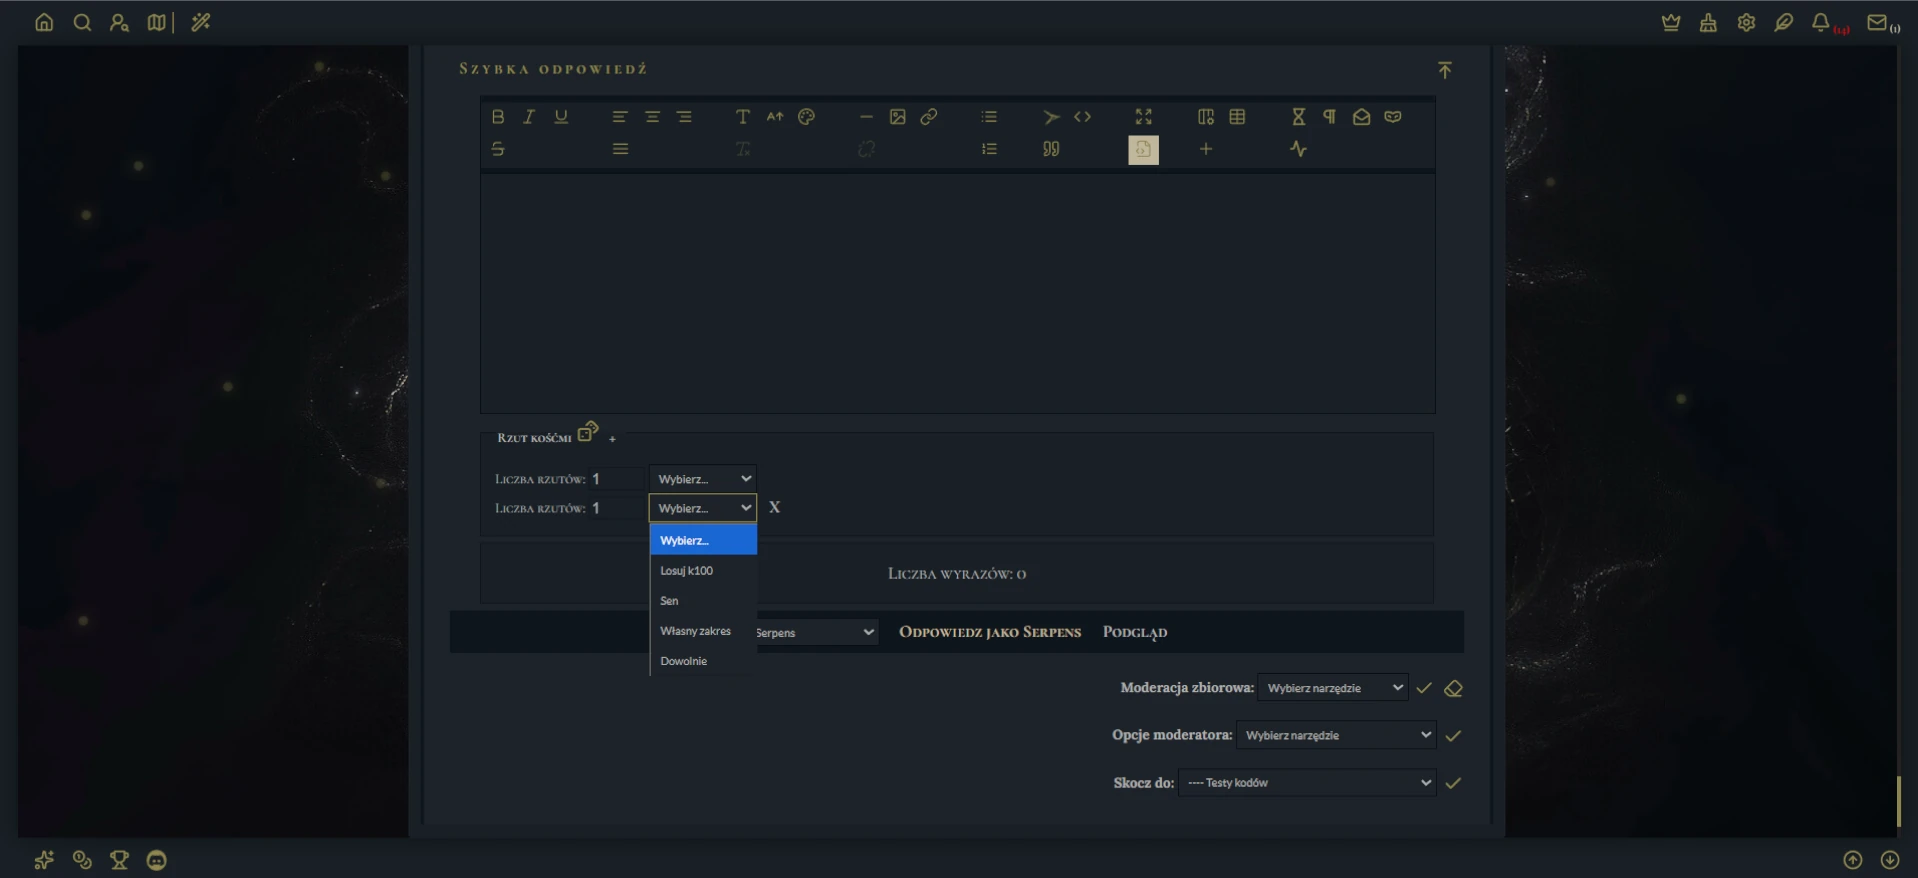 (14)
(1)
Szybka odpowiedź
Rzut kośćmi +
Liczba rzutów: 1 Wybierz...
Liczba rzutów: 1 Wybierz... X
Wybierz...
Losuj k100
Sen
Własny zakres
Dowolnie
Liczba wyrazów: 0
Serpens Odpowiedz jako Serpens Podgląd
Moderacja zbiorowa: Wybierz narzędzie
Opcje moderatora: Wybierz narzędzie
Skocz do: ---- Testy kodów